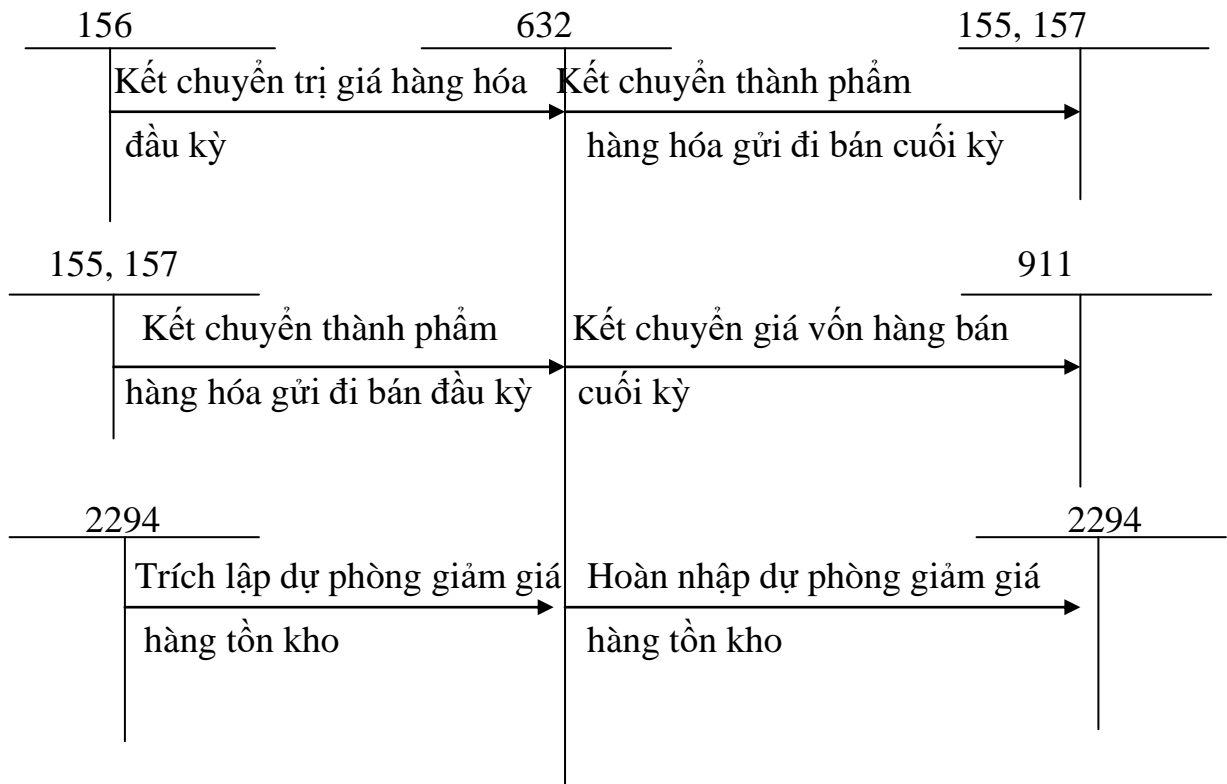 156 632 155, 157
Kết chuyển trị giá hàng hóa Kết chuyển thành phẩm
đầu kỳ hàng hóa gửi đi bán cuối kỳ
155, 157 911
Kết chuyển thành phẩm Kết chuyển giá vốn hàng bán
hàng hóa gửi đi bán đầu kỳ cuối kỳ
2294 2294
Trích lập dự phòng giảm giá Hoàn nhập dự phòng giảm giá
hàng tồn kho hàng tồn kho